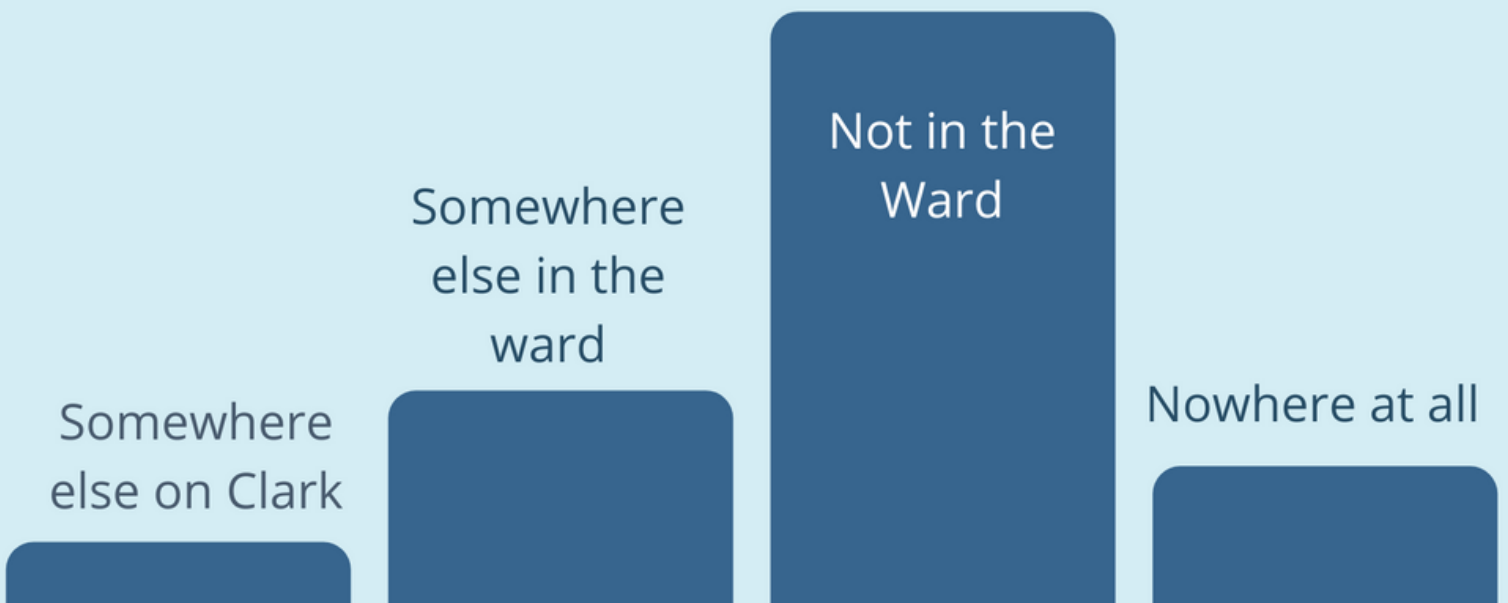 Somewhere
else on Clark
Somewhere
else in the
ward
Not in the
Ward
Nowhere at all